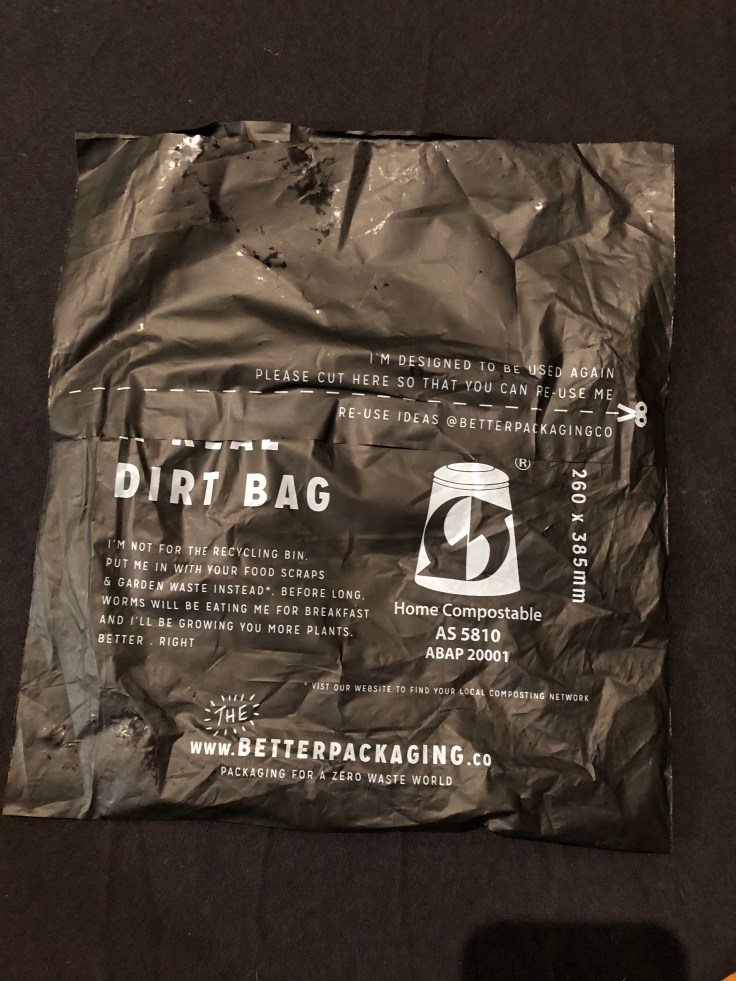 I'M DESIGNED TO BE USED AGAIN
PLEASE CUT HERE SO THAT YOU CAN RE-USE ME
RE-USE IDEAS @BETTERPACKAGINGCO
A REAL
DIRT BAG
I'M NOT FOR THE RECYCLING BIN.
PUT ME IN WITH YOUR FOOD SCRAPS
& GARDEN WASTE INSTEAD*. BEFORE LONG,
WORMS WILL BE EATING ME FOR BREAKFAST
AND I'LL BE GROWING YOU MORE PLANTS.
BETTER . RIGHT
®
260 x 385mm
Home Compostable
AS 5810
ABAP 20001
* VIST OUR WEBSITE TO FIND YOUR LOCAL COMPOSTING NETWORK
THE
www.BETTERPACKAGING.co
PACKAGING FOR A ZERO WASTE WORLD